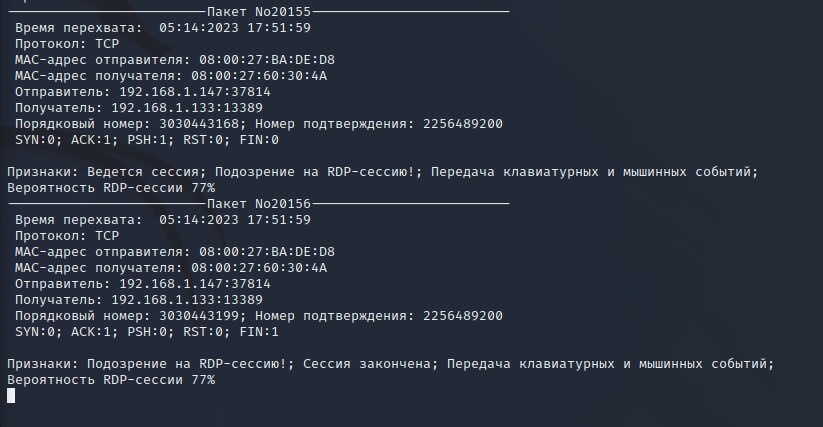 -------------------------Пакет No20155-------------------------
Время перехвата:  05:14:2023 17:51:59
Протокол: TCP
MAC-адрес отправителя: 08:00:27:BA:DE:D8
MAC-адрес получателя: 08:00:27:60:30:4A
Отправитель: 192.168.1.147:37814
Получатель: 192.168.1.133:13389
Порядковый номер: 3030443168; Номер подтверждения: 2256489200
SYN:0; ACK:1; PSH:1; RST:0; FIN:0
Признаки: Ведется сессия; Подозрение на RDP-сессию!; Передача клавиатурных и мышинных событий;
Вероятность RDP-сессии 77%
-------------------------Пакет No20156-------------------------
Время перехвата:  05:14:2023 17:51:59
Протокол: TCP
MAC-адрес отправителя: 08:00:27:BA:DE:D8
MAC-адрес получателя: 08:00:27:60:30:4A
Отправитель: 192.168.1.147:37814
Получатель: 192.168.1.133:13389
Порядковый номер: 3030443199; Номер подтверждения: 2256489200
SYN:0; ACK:1; PSH:0; RST:0; FIN:1
Признаки: Подозрение на RDP-сессию!; Сессия закончена; Передача клавиатурных и мышинных событий;
Вероятность RDP-сессии 77%